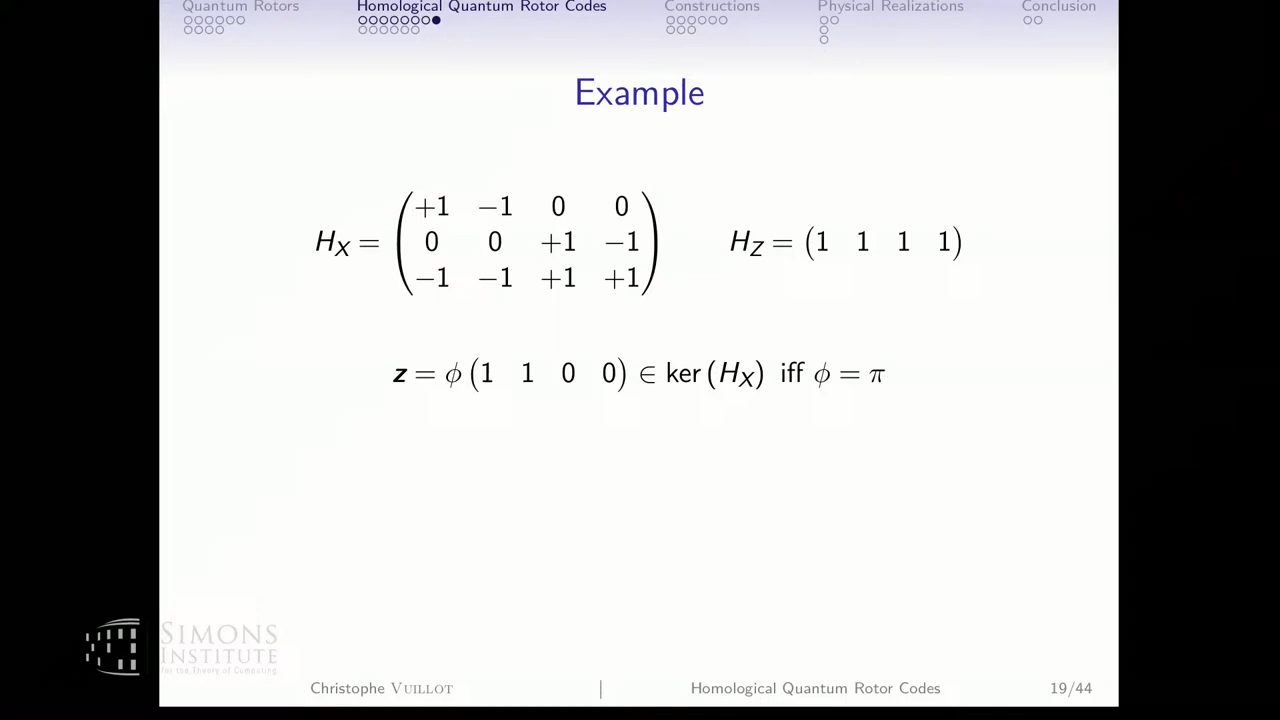 Quantum Rotors Homological Quantum Rotor Codes Constructions Physical Realizations Conclusion
Example
H_X = (+1 −1 0 0
0 0 +1 −1
−1 −1 +1 +1) H_Z = (1 1 1 1)
z = ϕ (1 1 0 0) ∈ ker (H_X) iff ϕ = π
SIMONS
INSTITUTE
for the Theory of Computing
Christophe VUILLOT | Homological Quantum Rotor Codes 19/44